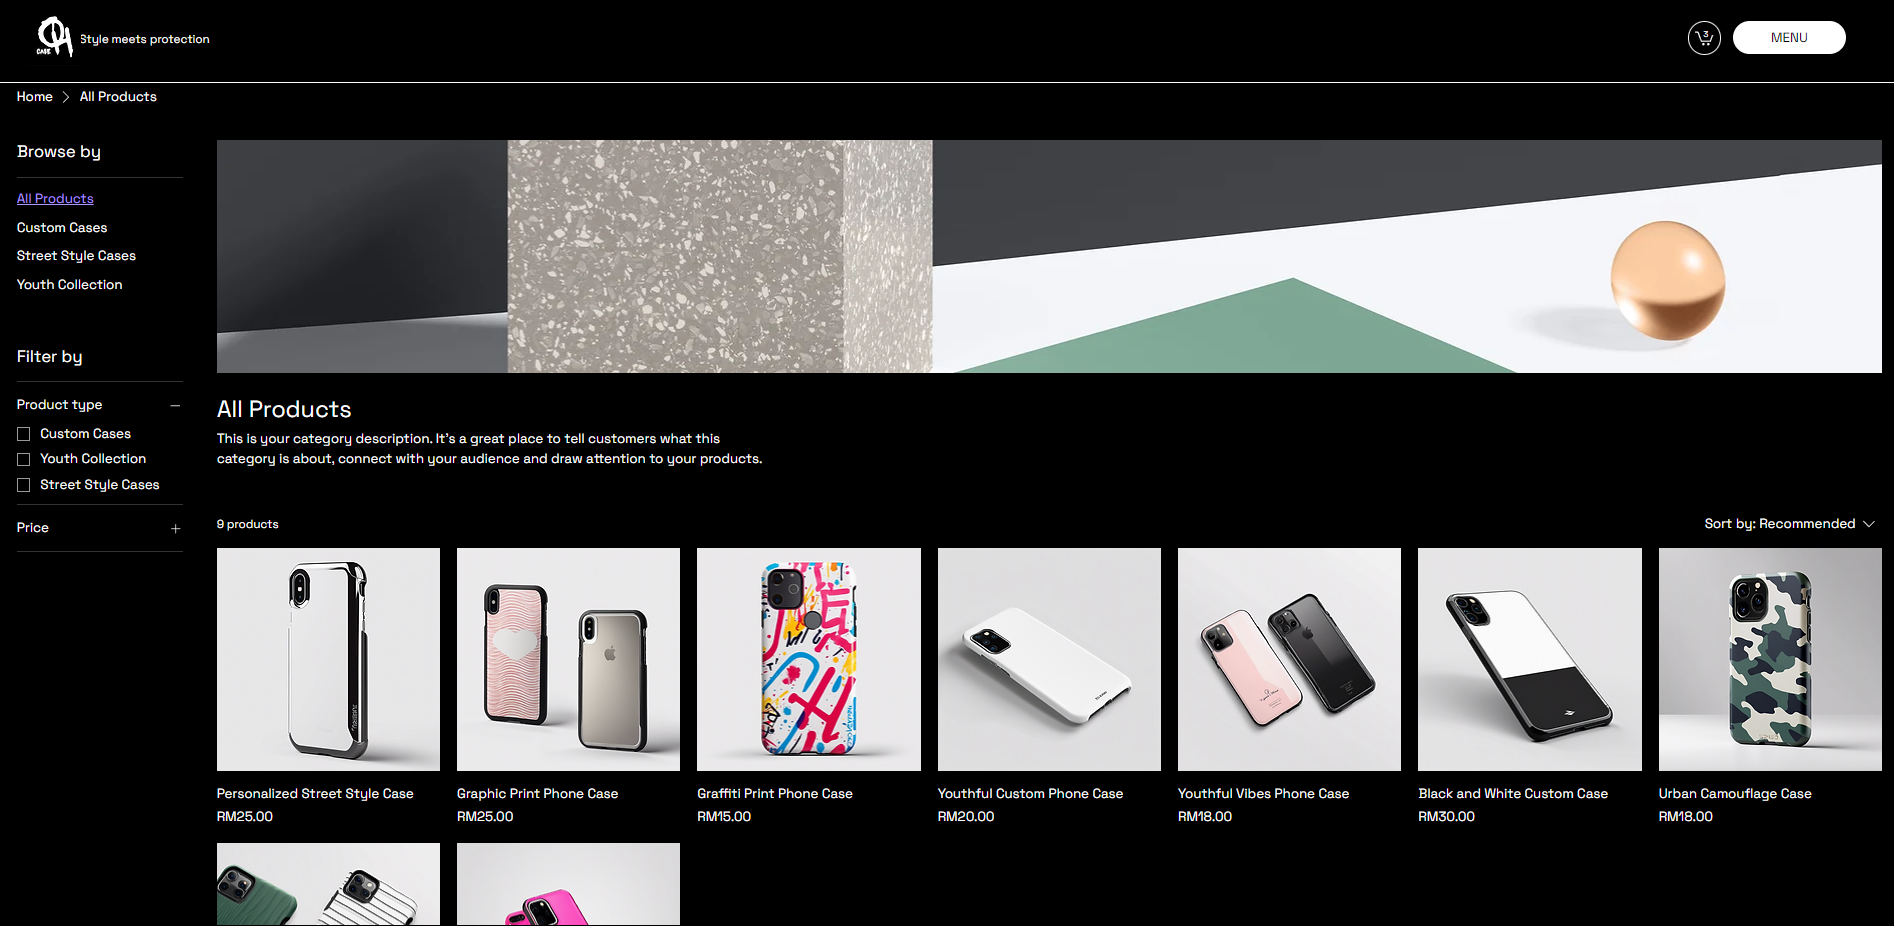 CASE
Style meets protection
3
MENU
Home
All Products
Browse by
All Products
Custom Cases
Street Style Cases
Youth Collection
Filter by
Product type
Custom Cases
Youth Collection
Street Style Cases
Price
All Products
This is your category description. It's a great place to tell customers what this
category is about, connect with your audience and draw attention to your products.
9 products
Sort by: Recommended
Personalized Street Style Case
RM25.00
Graphic Print Phone Case
RM25.00
Graffiti Print Phone Case
RM15.00
Youthful Custom Phone Case
RM20.00
Youthful Vibes Phone Case
RM18.00
Black and White Custom Case
RM30.00
Urban Camouflage Case
RM18.00